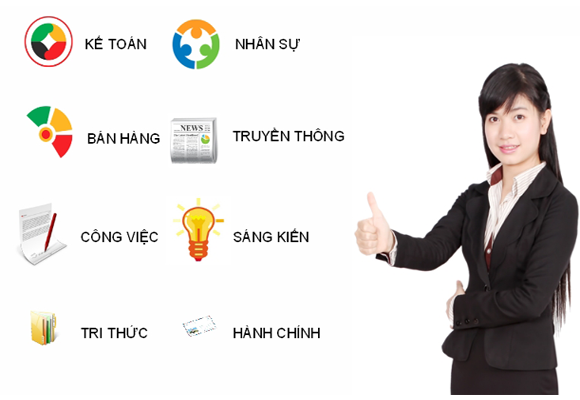 KẾ TOÁN
NHÂN SỰ
BÁN HÀNG
NEWS
TRUYỀN THÔNG
CÔNG VIỆC
SÁNG KIẾN
TRI THỨC
HÀNH CHÍNH